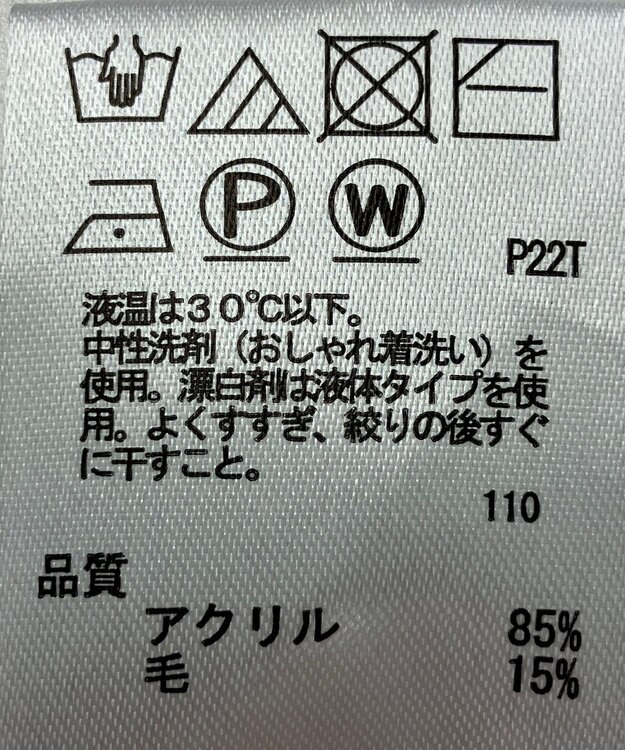 P
W
P22T
液温は30℃以下。
中性洗剤(おしゃれ着洗い)を
使用。漂白剤は液体タイプを使
用。よくすすぎ、絞りの後すぐ
に干すこと。
110
品質
アクリル 85%
毛 15%